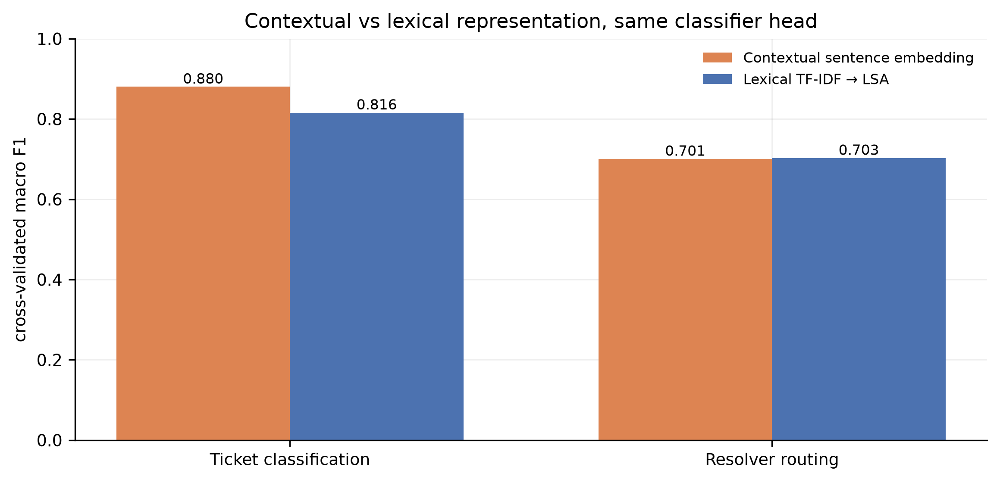 Contextual vs lexical representation, same classifier head
cross-validated macro F1
1.0
0.8
0.6
0.4
0.2
0.0
Contextual sentence embedding
Lexical TF-IDF → LSA
0.880
0.816
0.701
0.703
Ticket classification
Resolver routing